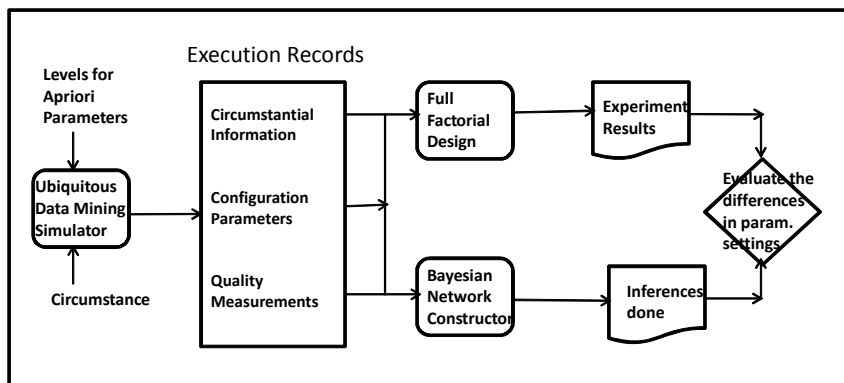 Execution Records
Levels for
Apriori
Parameters
Ubiquitous
Data Mining
Simulator
Circumstance
Circumstantial
Information
Configuration
Parameters
Quality
Measurements
Full
Factorial
Design
Bayesian
Network
Constructor
Experiment
Results
Inferences
done
Evaluate the
differences
in param.
settings